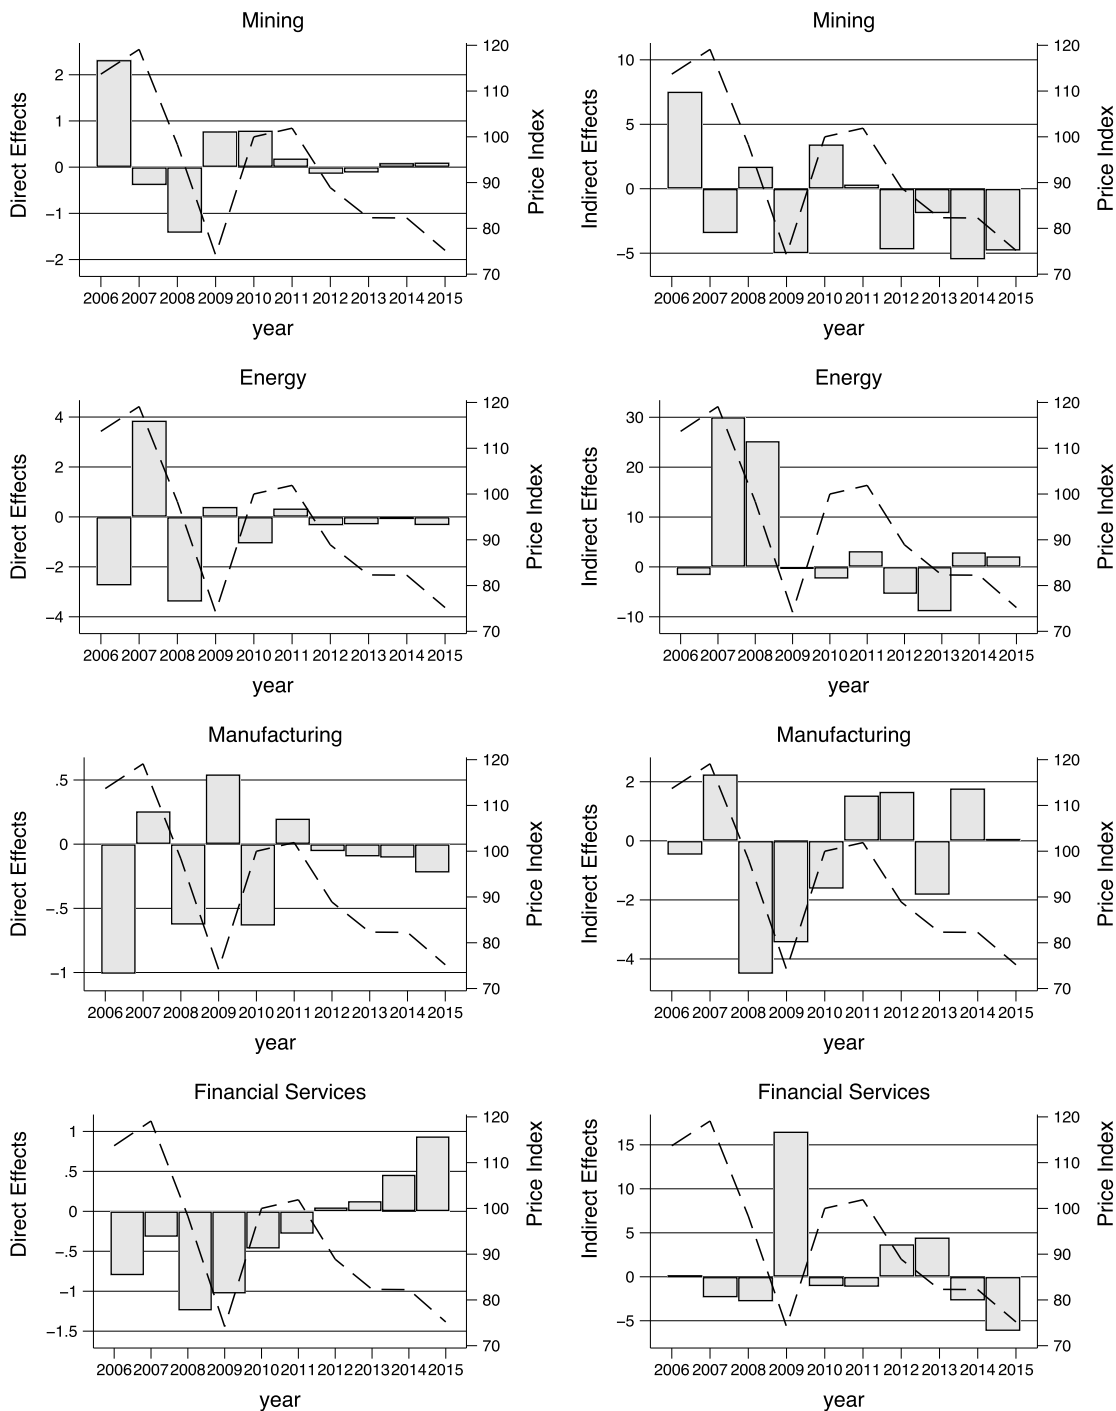 Mining
Direct Effects
2
1
0
−1
−2
120
110
100
90
80
70
Price Index
2006 2007 2008 2009 2010 2011 2012 2013 2014 2015
year
Mining
Indirect Effects
10
5
0
−5
120
110
100
90
80
70
Price Index
2006 2007 2008 2009 2010 2011 2012 2013 2014 2015
year
Energy
Direct Effects
4
2
0
−2
−4
120
110
100
90
80
70
Price Index
2006 2007 2008 2009 2010 2011 2012 2013 2014 2015
year
Energy
Indirect Effects
30
20
10
0
−10
120
110
100
90
80
70
Price Index
2006 2007 2008 2009 2010 2011 2012 2013 2014 2015
year
Manufacturing
Direct Effects
.5
0
−.5
−1
120
110
100
90
80
70
Price Index
2006 2007 2008 2009 2010 2011 2012 2013 2014 2015
year
Manufacturing
Indirect Effects
2
0
−2
−4
120
110
100
90
80
70
Price Index
2006 2007 2008 2009 2010 2011 2012 2013 2014 2015
year
Financial Services
Direct Effects
1
.5
0
−.5
−1
−1.5
120
110
100
90
80
70
Price Index
2006 2007 2008 2009 2010 2011 2012 2013 2014 2015
year
Financial Services
Indirect Effects
15
10
5
0
−5
120
110
100
90
80
70
Price Index
2006 2007 2008 2009 2010 2011 2012 2013 2014 2015
year